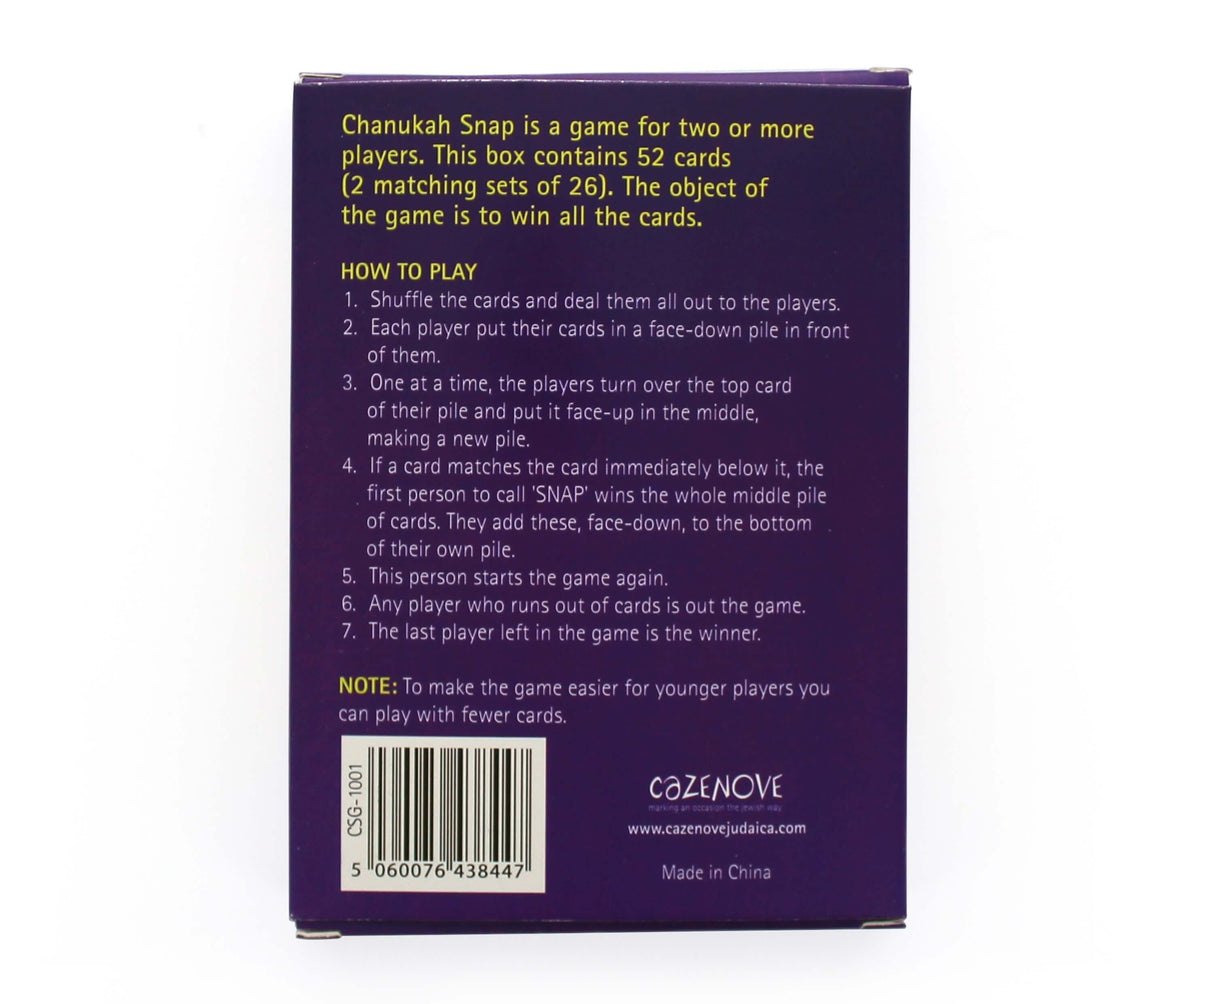 Chanukah Snap is a game for two or more
players. This box contains 52 cards
(2 matching sets of 26). The object of
the game is to win all the cards.
HOW TO PLAY
1. Shuffle the cards and deal them all out to the players.
2. Each player put their cards in a face-down pile in front
of them.
3. One at a time, the players turn over the top card
of their pile and put it face-up in the middle,
making a new pile.
4. If a card matches the card immediately below it, the
first person to call 'SNAP' wins the whole middle pile
of cards. They add these, face-down, to the bottom
of their own pile.
5. This person starts the game again.
6. Any player who runs out of cards is out the game.
7. The last player left in the game is the winner.
NOTE: To make the game easier for younger players you
can play with fewer cards.
CSG-1001
5 060076 438447
CAZENOVE
marking an occasion the jewish way
www.cazenovejudaica.com
Made in China